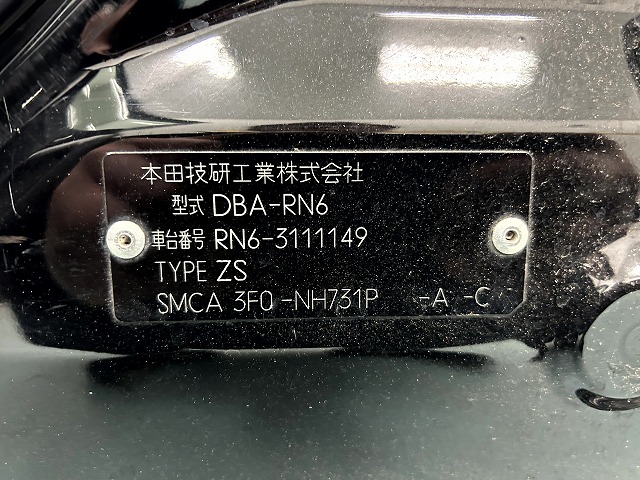 本田技研工業株式会社
型式 DBA-RN6
車台番号 RN6-3111149
TYPE ZS
SMCA 3F0 -NH731P -A -C